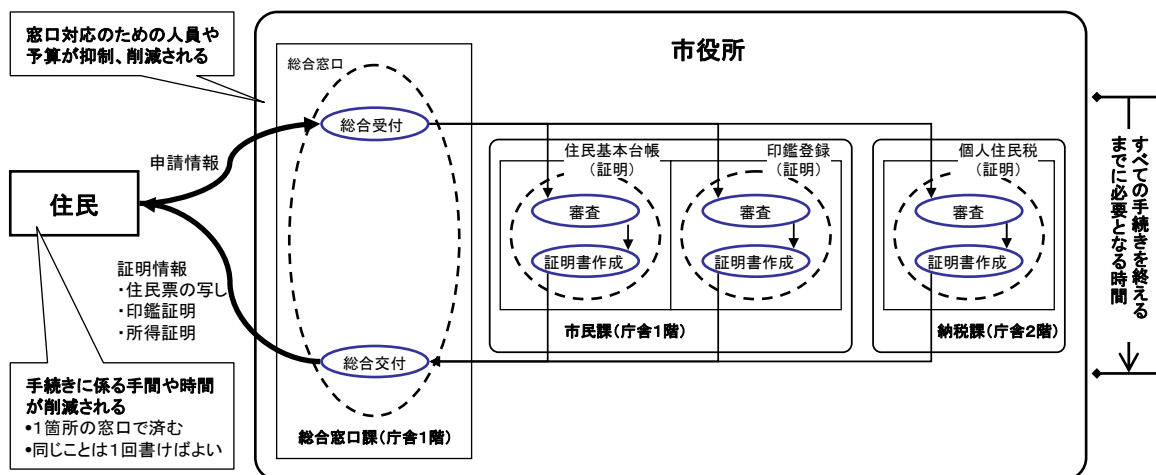 窓口対応のための人員や
予算が抑制、削減される
市役所
総合窓口
総合受付
申請情報
住民
住民基本台帳
（証明）
印鑑登録
（証明）
個人住民税
（証明）
審査
審査
審査
証明書作成
証明書作成
証明書作成
市民課（庁舎1階）
納税課（庁舎2階）
証明情報
・住民票の写し
・印鑑証明
・所得証明
総合交付
総合窓口課（庁舎1階）
手続きに係る手間や時間
が削減される
•1箇所の窓口で済む
•同じことは1回書けばよい
すべての手続きを終える
までに必要となる時間